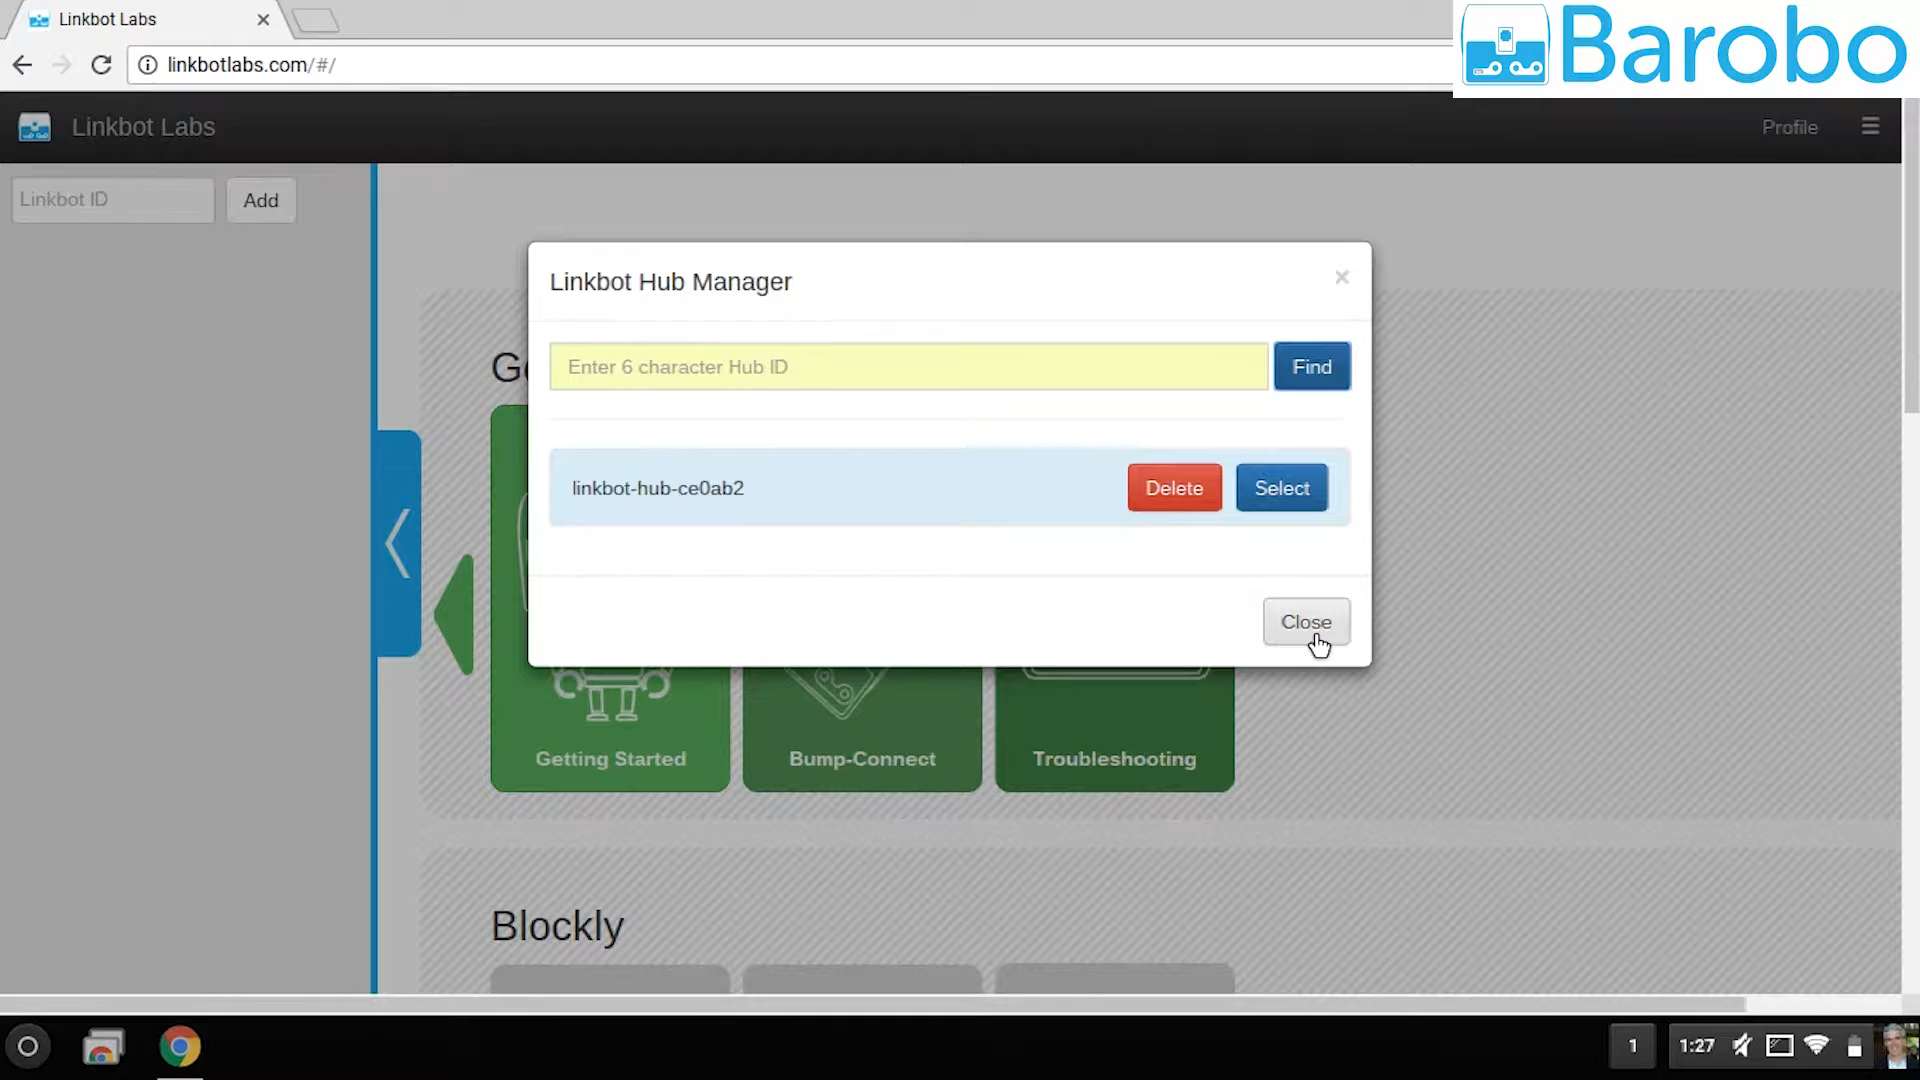 Linkbot Labs
Barobo
linkbotlabs.com/#/
Linkbot Labs
Profile
Linkbot ID
Add
Linkbot Hub Manager
×
Enter 6 character Hub ID
Find
linkbot-hub-ce0ab2
Delete
Select
Close
Getting Started
Bump-Connect
Troubleshooting
Blockly
1
1:27